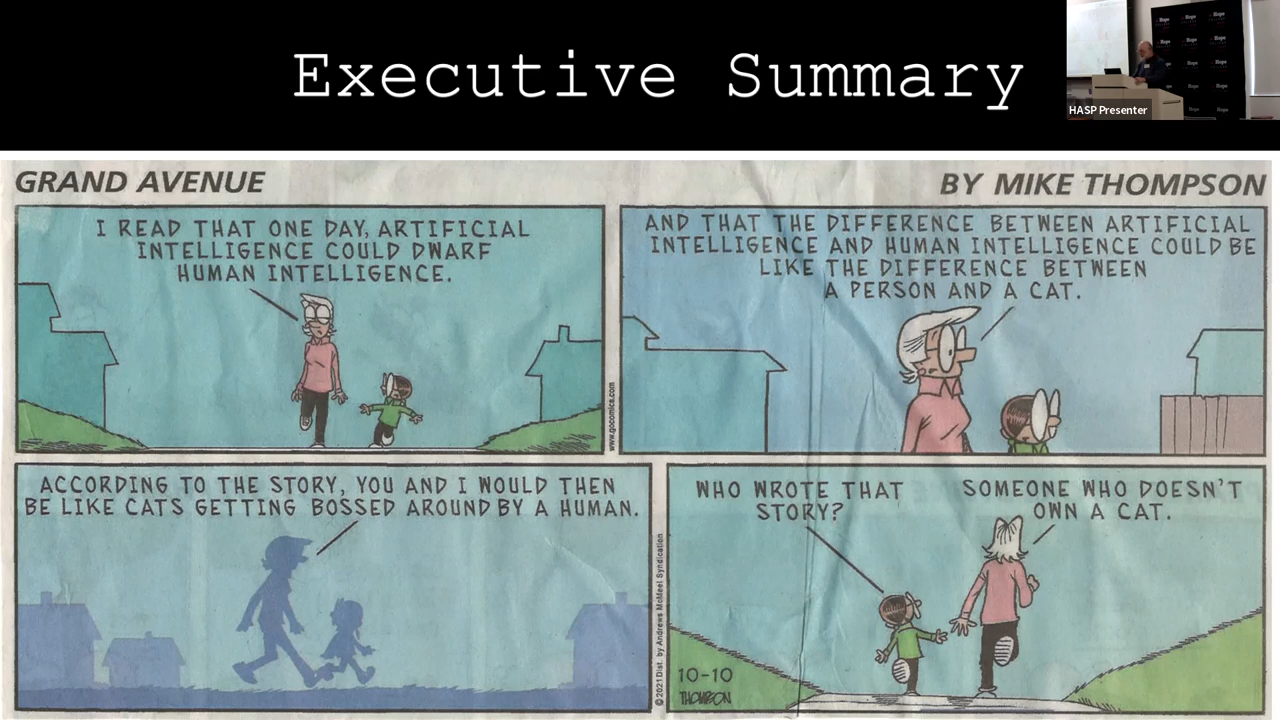 Executive Summary
Hope
Hope
Hope
HASP Presenter
GRAND AVENUE
BY MIKE THOMPSON
I READ THAT ONE DAY, ARTIFICIAL
INTELLIGENCE COULD DWARF
HUMAN INTELLIGENCE.
www.gocomics.com
AND THAT THE DIFFERENCE BETWEEN ARTIFICIAL
INTELLIGENCE AND HUMAN INTELLIGENCE COULD BE
LIKE THE DIFFERENCE BETWEEN
A PERSON AND A CAT.
ACCORDING TO THE STORY, YOU AND I WOULD THEN
BE LIKE CATS GETTING BOSSED AROUND BY A HUMAN.
©2021 Dist. by Andrews McMeel Syndication
WHO WROTE THAT
STORY?
SOMEONE WHO DOESN'T
OWN A CAT.
10-10
THOMPSON